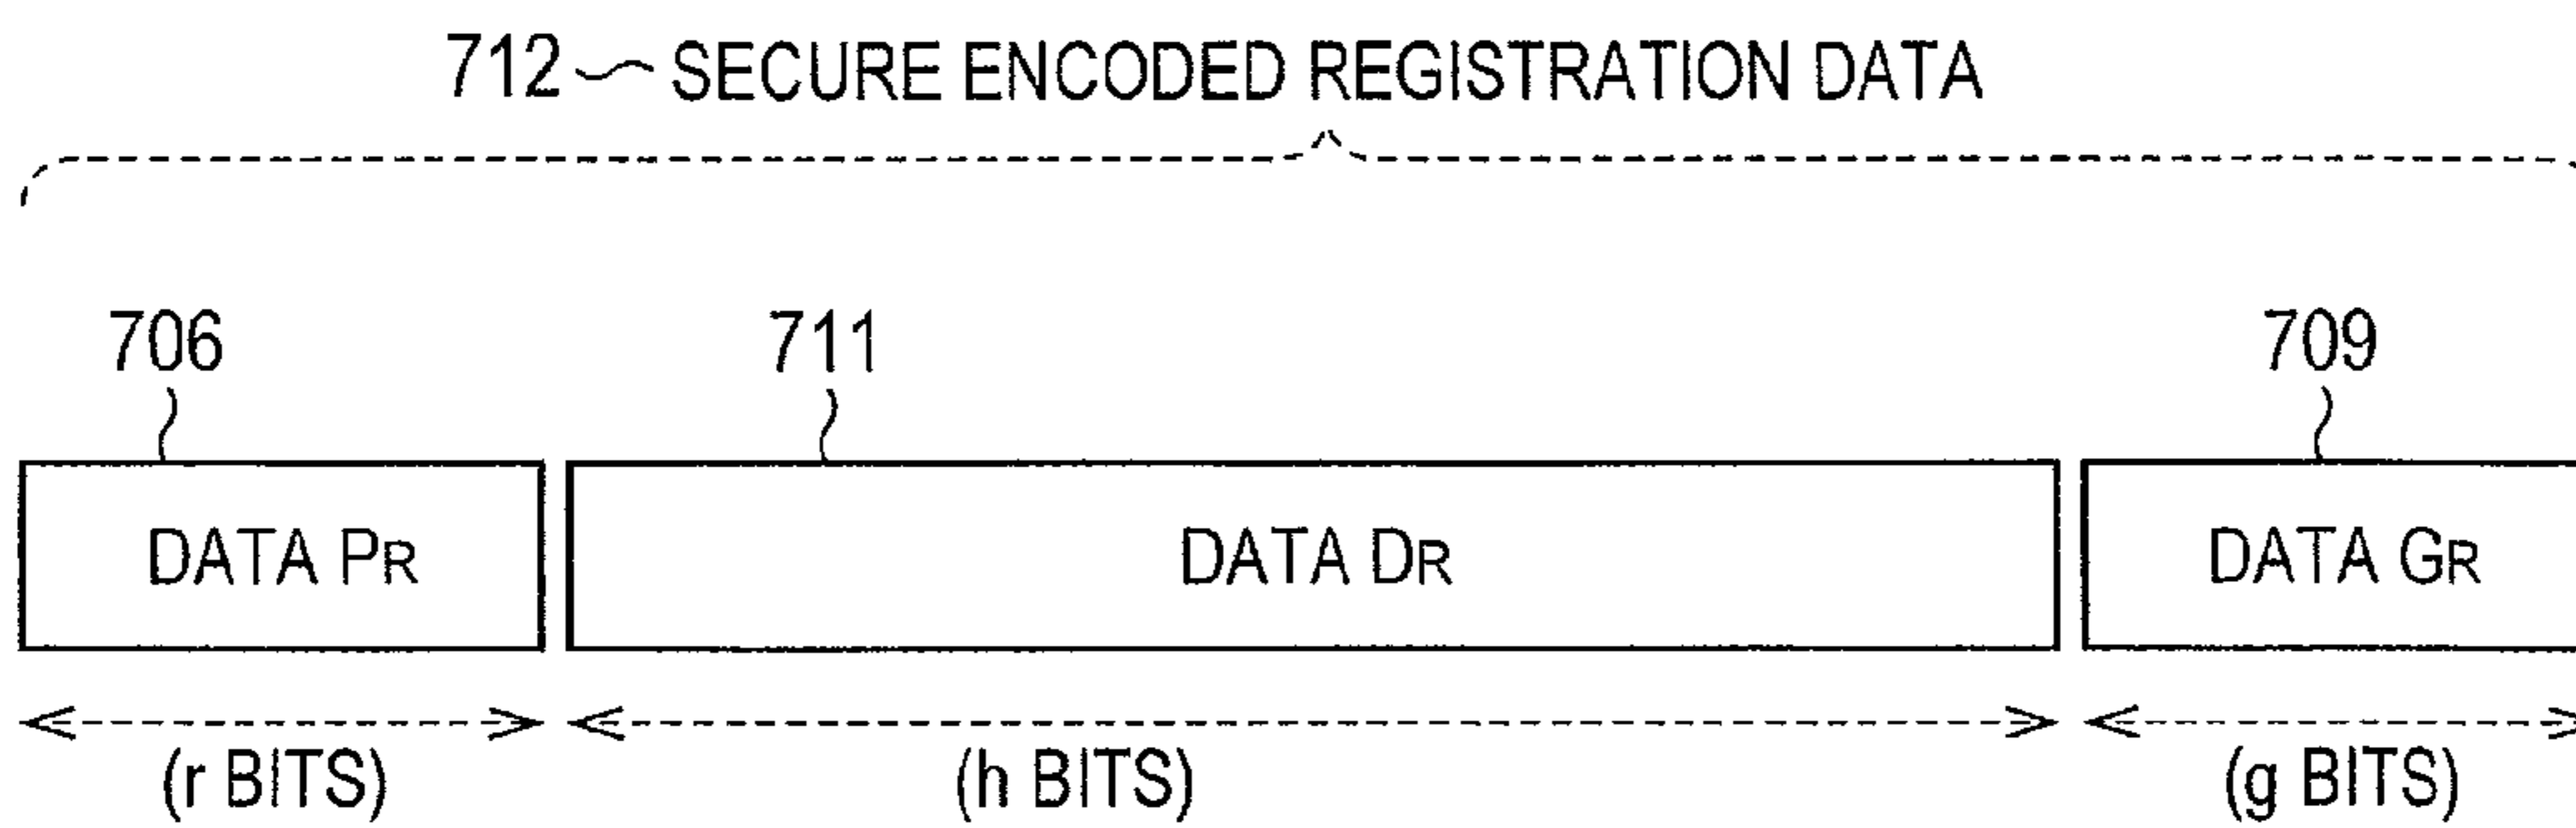 712 SECURE ENCODED REGISTRATION DATA
706 711 709
DATA PR DATA DR DATA GR
(r BITS) (h BITS) (g BITS)